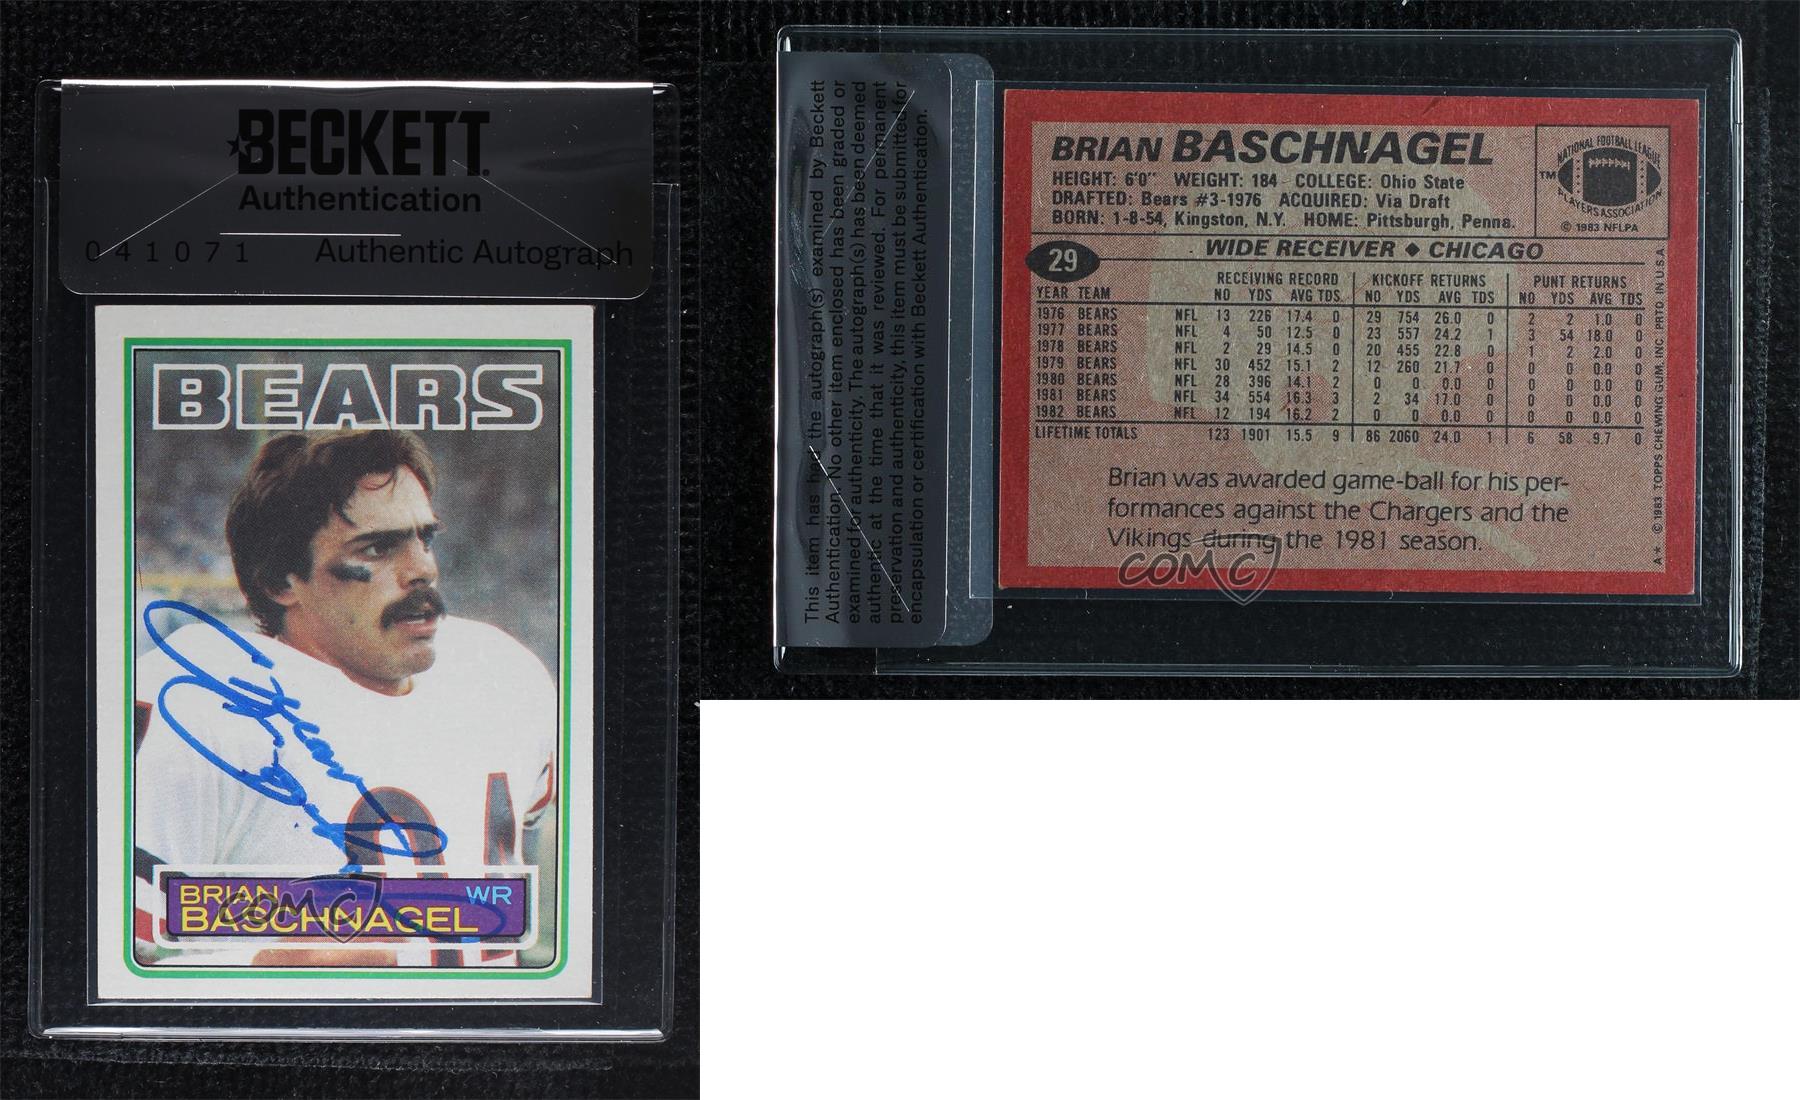 BECKETT
Authentication
041071 Authentic Autograph
BEARS
BRIAN WR
BASCHNAGEL
COMC
This item has had the autograph(s) examined by Beckett
Authentication. No other item enclosed has been graded or
examined for authenticity. The autograph(s) has been deemed
authentic at the time that it was reviewed. For permanent
preservation and authenticity, this item must be submitted for
encapsulation or certification with Beckett Authentication.
BRIAN BASCHNAGEL
HEIGHT: 6'0" WEIGHT: 184 COLLEGE: Ohio State
DRAFTED: Bears #3-1976 ACQUIRED: Via Draft
BORN: 1-8-54, Kingston, N.Y. HOME: Pittsburgh, Penna.
NATIONAL FOOTBALL LEAGUE
TM
PLAYERS ASSOCIATION
© 1983 NFLPA
29 WIDE RECEIVER ♦ CHICAGO
RECEIVING RECORD KICKOFF RETURNS PUNT RETURNS
YEAR TEAM NO YDS AVG TDS NO YDS AVG TDS NO YDS AVG TDS
1976 BEARS NFL 13 226 17.4 0 29 754 26.0 0 2 2 1.0 0
1977 BEARS NFL 4 50 12.5 0 23 557 24.2 1 3 54 18.0 0
1978 BEARS NFL 2 29 14.5 0 20 455 22.8 0 1 2 2.0 0
1979 BEARS NFL 30 452 15.1 2 12 260 21.7 0 0 0 0.0 0
1980 BEARS NFL 28 396 14.1 2 0 0 0.0 0 0 0 0.0 0
1981 BEARS NFL 34 554 16.3 3 2 34 17.0 0 0 0 0.0 0
1982 BEARS NFL 12 194 16.2 2 0 0 0.0 0 0 0 0.0 0
LIFETIME TOTALS 123 1901 15.5 9 86 2060 24.0 1 6 58 9.7 0
Brian was awarded game-ball for his per-
formances against the Chargers and the
Vikings during the 1981 season.
A* © 1983 TOPPS CHEWING GUM, INC. PRTD. IN U.S.A.
COMC